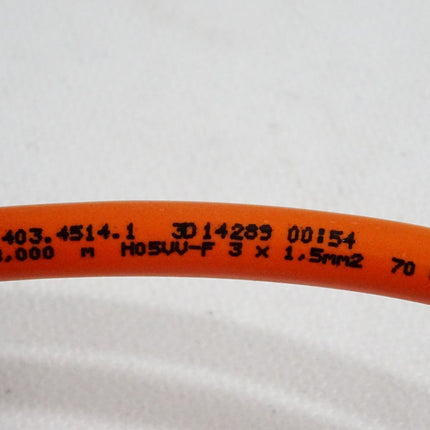 403.4514.1 3D14289 00:54
.000 m H05VV-F 3 x 1,5mm2 70